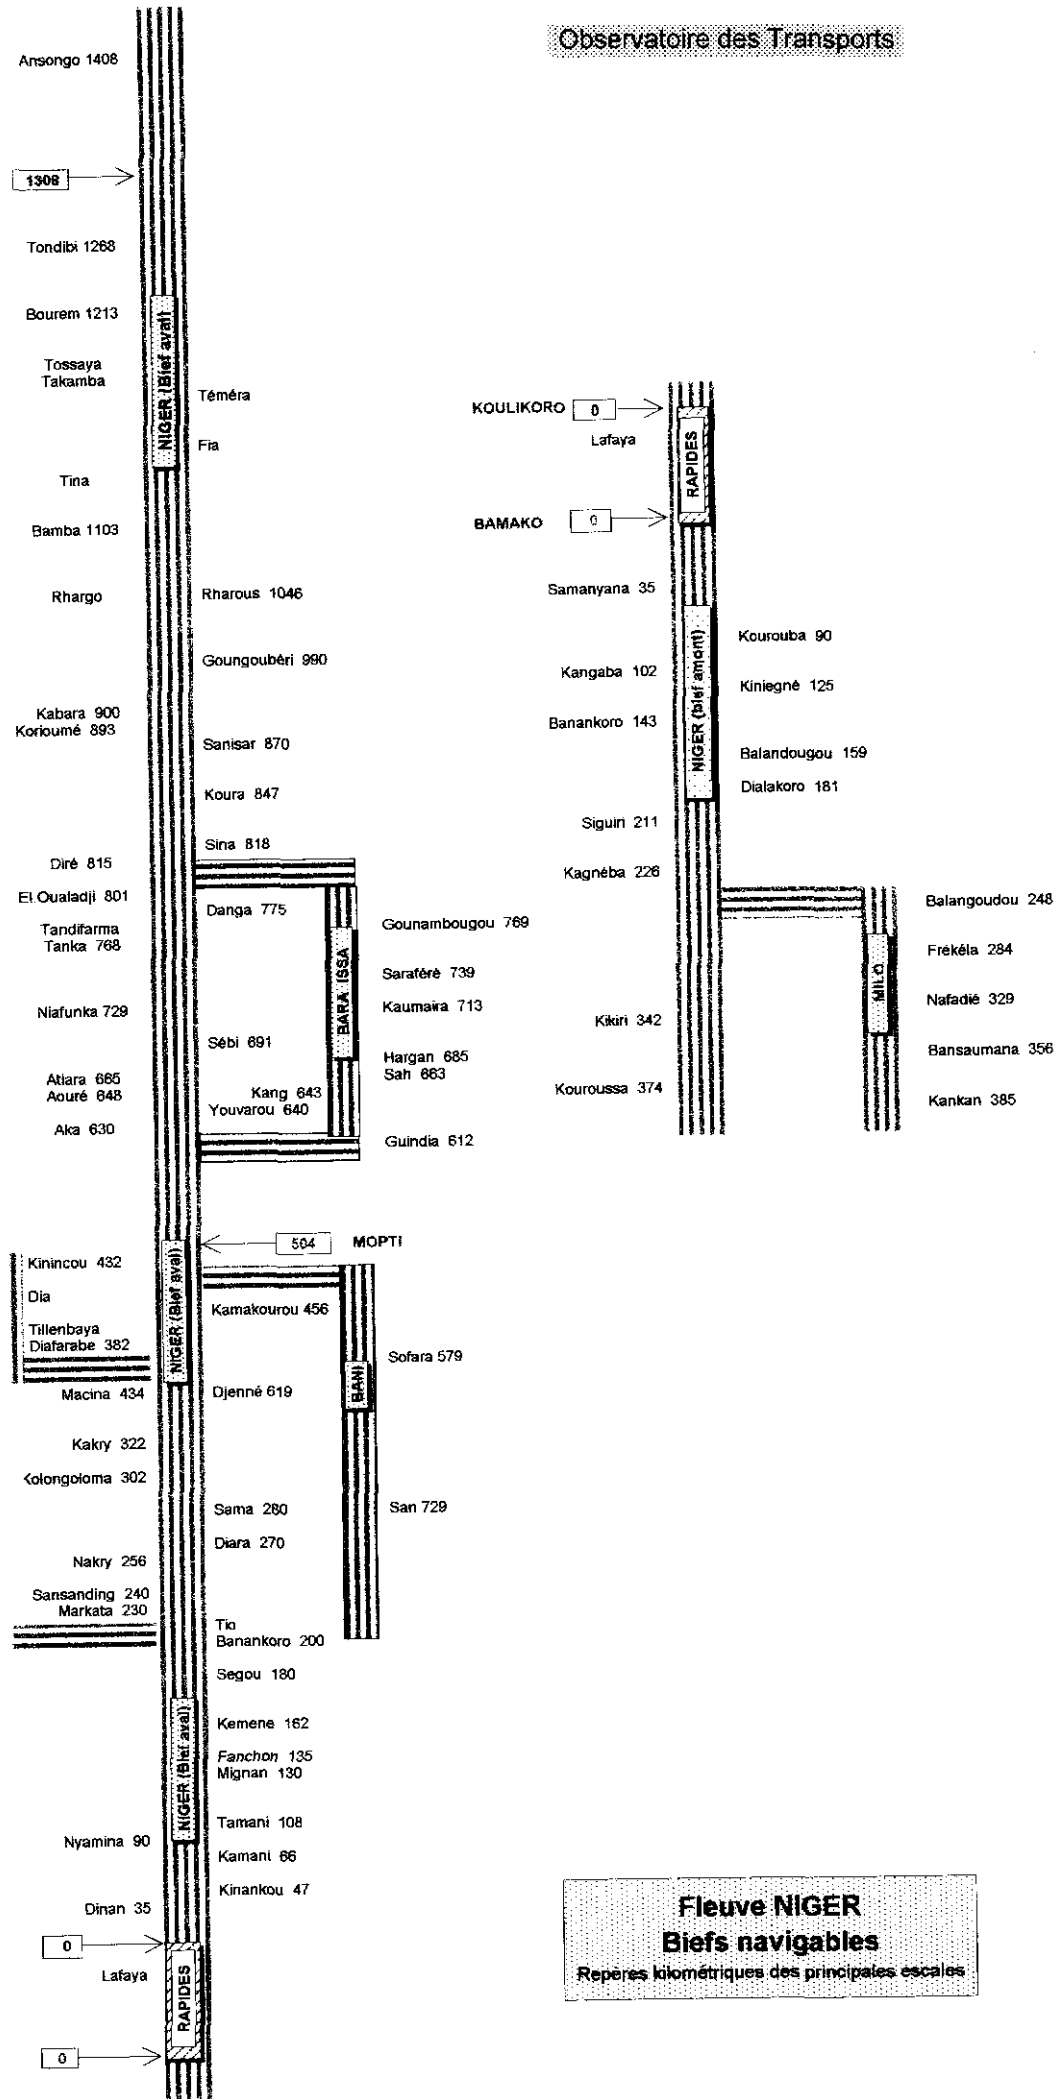 Observatoire des Transports
Ansongo 1408
1308
Tondibi 1268
Bourem 1213
Tossaya
Takamba
NIGER (Bief aval)
Téméra
Fia
Tina
Bamba 1103
Rhargo
Rharous 1046
Goungoubéri 990
Kabara 900
Korioumé 893
Sanisar 870
Koura 847
Sina 818
Diré 815
El Oualadji 801
Danga 775
Tandifarma
Tanka 768
Gounambougou 769
BARA ISSA
Saraféré 739
Kaumaira 713
Niafunka 729
Sébi 691
Hargan 685
Sah 663
Atiara 665
Aouré 648
Kang 643
Youvarou 640
Aka 630
Guindia 612
504 MOPTI
Kinincou 432
Dia
Tillenbaya
Diafarabe 382
NIGER (Bief aval)
Kamakourou 456
Sofara 579
BANI
Macina 434
Djenné 619
Kakry 322
Kolongoloma 302
Sama 280
San 729
Diara 270
Nakry 256
Sansanding 240
Markata 230
Tio
Banankoro 200
Segou 180
NIGER (Bief aval)
Kemene 162
Fanchon 135
Mignan 130
Tamani 108
Nyamina 90
Kamani 66
Kinankou 47
Dinan 35
0
Lafaya
RAPIDES
0
KOULIKORO 0
Lafaya
RAPIDES
BAMAKO 0
Samanyana 35
NIGER (bief amont)
Kourouba 90
Kangaba 102
Kiniegné 125
Banankoro 143
Balandougou 159
Dialakoro 181
Siguiri 211
Kagnéba 226
Balangoudou 248
Frékéla 284
MILO
Nafadié 329
Kikiri 342
Bansaumana 356
Kouroussa 374
Kankan 385
Fleuve NIGER
Biefs navigables
Repères kilométriques des principales escales